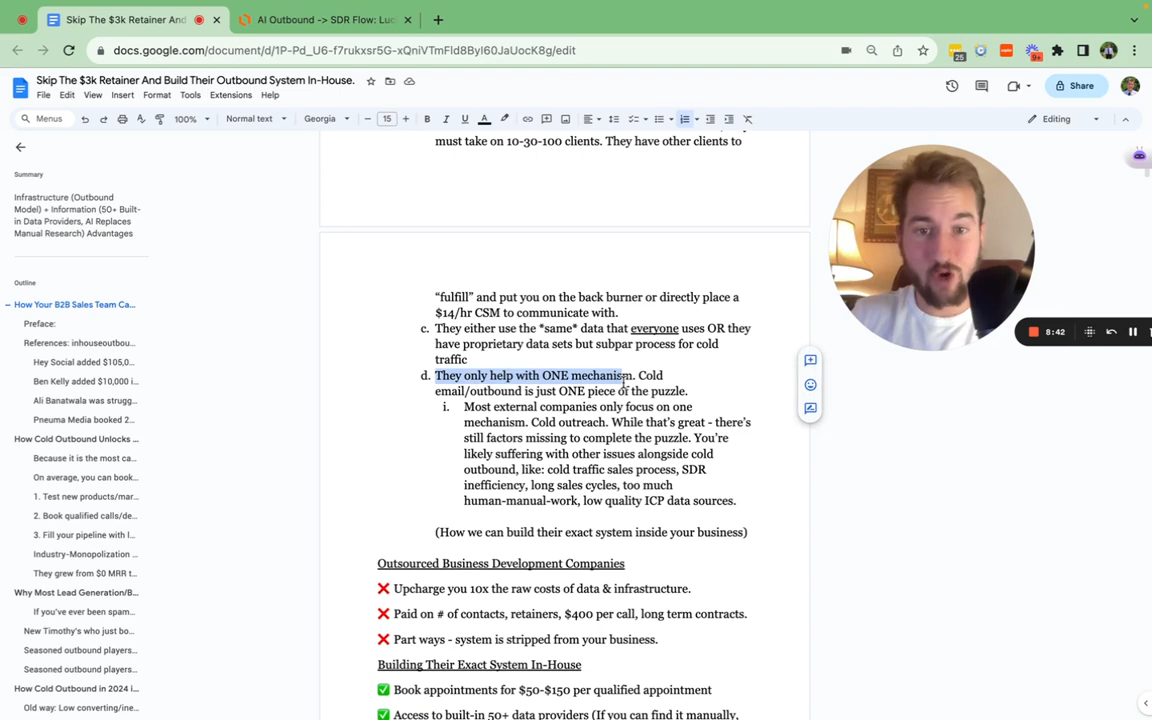 Skip The $3k Retainer And
AI Outbound -> SDR Flow: Luc
docs.google.com/document/d/1P-Pd_U6-f7rukxsr5G-xQniVTmFld8Byl60JaUocK8g/edit
25
9+
Skip The $3k Retainer And Build Their Outbound System In-House.
File Edit View Insert Format Tools Extensions Help
Share
Menus
100%
Normal text
Georgia
15
Editing
Summary
Infrastructure (Outbound
Model) + Information (50+ Built-
in Data Providers, AI Replaces
Manual Research) Advantages
Outline
How Your B2B Sales Team Ca...
Preface:
References: inhouseoutbou...
Hey Social added $105,0...
Ben Kelly added $10,000 i...
Ali Banatwala was strugg...
Pneuma Media booked 2...
How Cold Outbound Unlocks
Because it is the most ca...
On average, you can book...
1. Test new products/mar...
2. Book qualified calls/de...
3. Fill your pipeline with l...
Industry-Monopolization
They grew from $0 MRR t...
Why Most Lead Generation/B...
If you've ever been spam...
New Timothy's who just bo...
Seasoned outbound players...
Seasoned outbound players...
How Cold Outbound in 2024 i...
Old way: Low converting/ine...
must take on 10-30-100 clients. They have other clients to
“fulfill” and put you on the back burner or directly place a
$14/hr CSM to communicate with.
c. They either use the *same* data that everyone uses OR they
have proprietary data sets but subpar process for cold
traffic
d. They only help with ONE mechanism. Cold
email/outbound is just ONE piece of the puzzle.
i. Most external companies only focus on one
mechanism. Cold outreach. While that’s great - there’s
still factors missing to complete the puzzle. You’re
likely suffering with other issues alongside cold
outbound, like: cold traffic sales process, SDR
inefficiency, long sales cycles, too much
human-manual-work, low quality ICP data sources.
(How we can build their exact system inside your business)
Outsourced Business Development Companies
❌ Upcharge you 10x the raw costs of data & infrastructure.
❌ Paid on # of contacts, retainers, $400 per call, long term contracts.
❌ Part ways - system is stripped from your business.
Building Their Exact System In-House
✅ Book appointments for $50-$150 per qualified appointment
✅ Access to built-in 50+ data providers (If you can find it manually,
8:42